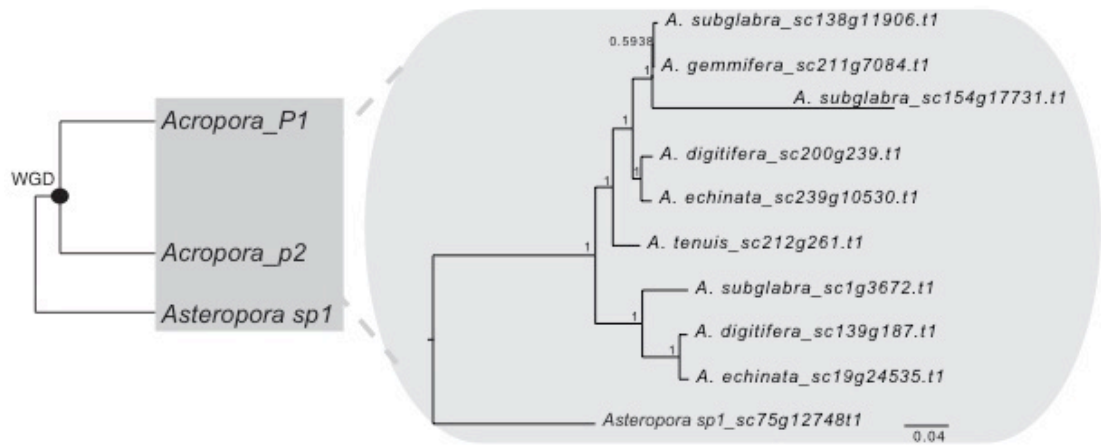 WGD
Acropora_P1
Acropora_p2
Asteropora sp1
A. subglabra_sc138g11906.t1
0.5938
A. gemmifera_sc211g7084.t1
1
A. subglabra_sc154g17731.t1
1
A. digitifera_sc200g239.t1
1
A. echinata_sc239g10530.t1
1
A. tenuis_sc212g261.t1
1
A. subglabra_sc1g3672.t1
1
A. digitifera_sc139g187.t1
1
A. echinata_sc19g24535.t1
Asteropora sp1_sc75g12748t1
0.04